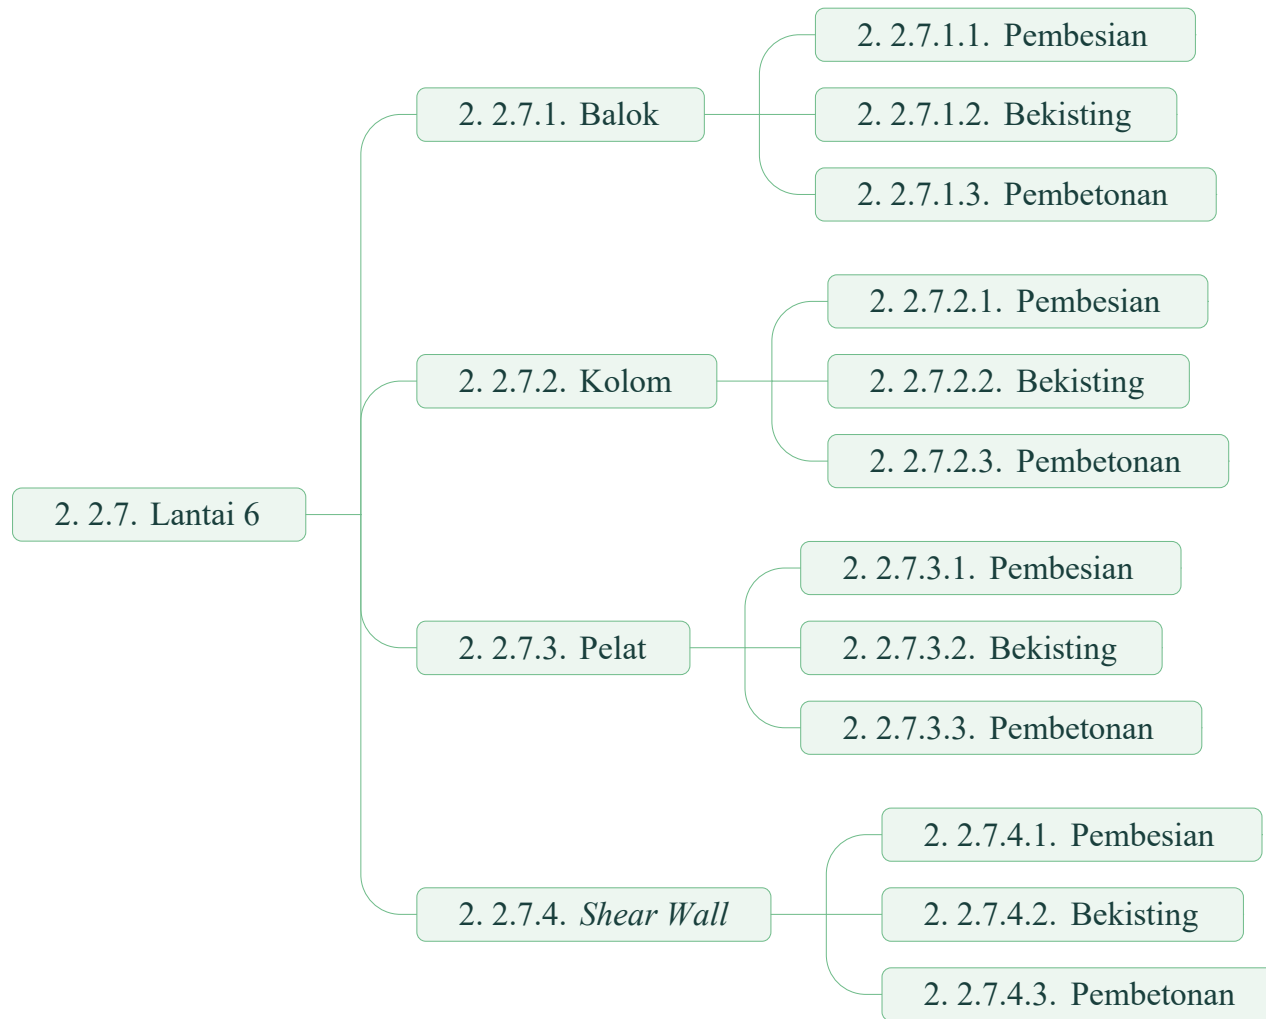 2. 2.7. Lantai 6
2. 2.7.1. Balok
2. 2.7.1.1. Pembesian
2. 2.7.1.2. Bekisting
2. 2.7.1.3. Pembetonan
2. 2.7.2. Kolom
2. 2.7.2.1. Pembesian
2. 2.7.2.2. Bekisting
2. 2.7.2.3. Pembetonan
2. 2.7.3. Pelat
2. 2.7.3.1. Pembesian
2. 2.7.3.2. Bekisting
2. 2.7.3.3. Pembetonan
2. 2.7.4. Shear Wall
2. 2.7.4.1. Pembesian
2. 2.7.4.2. Bekisting
2. 2.7.4.3. Pembetonan